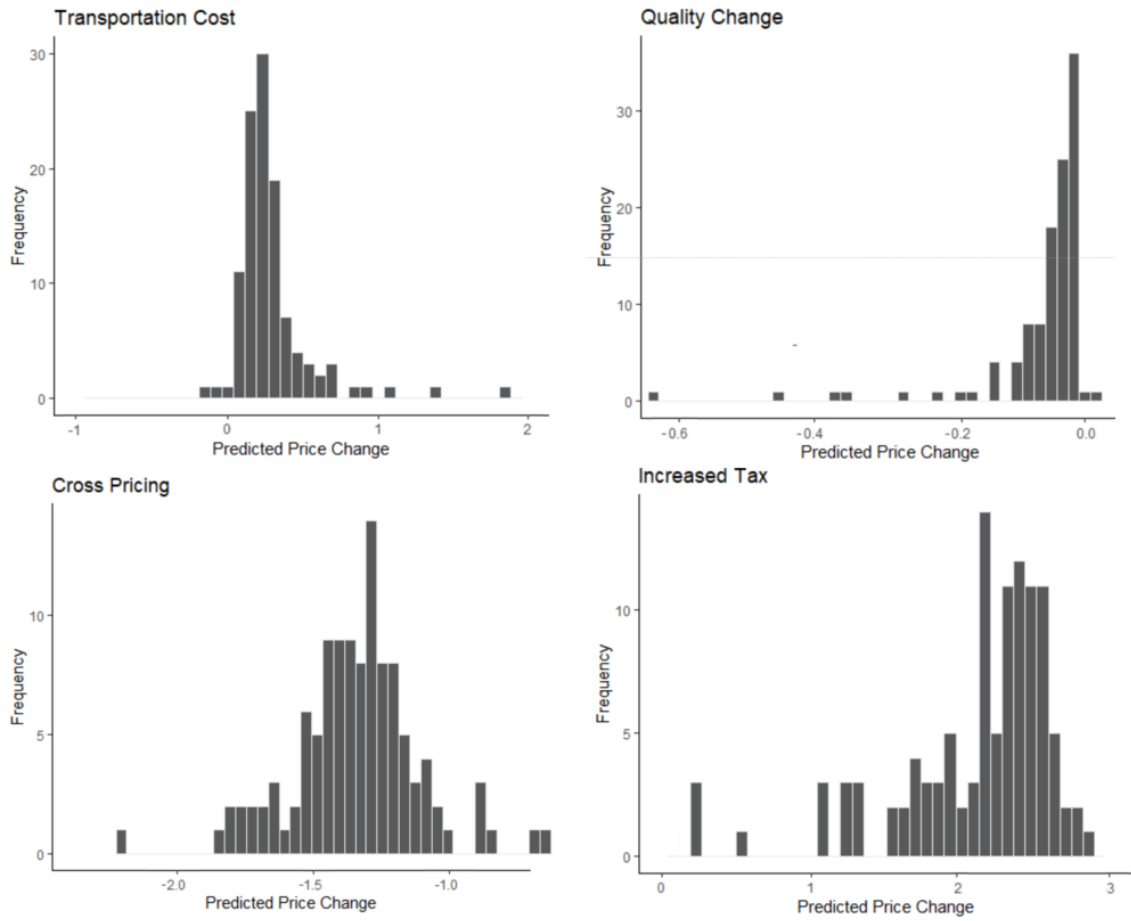 Transportation Cost
30
20
10
0
Frequency
-1
0
1
2
Predicted Price Change
Quality Change
30
20
10
0
Frequency
-0.6
-0.4
-0.2
0.0
Predicted Price Change
Cross Pricing
10
5
0
Frequency
-2.0
-1.5
-1.0
Predicted Price Change
Increased Tax
10
5
0
Frequency
0
1
2
3
Predicted Price Change